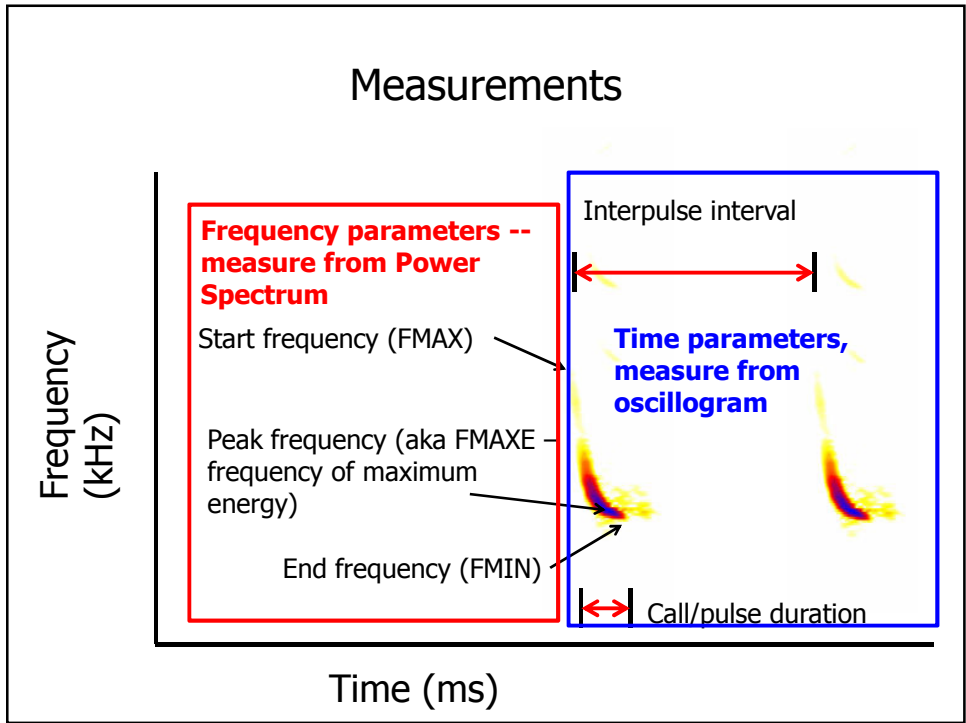 Measurements
Frequency
(kHz)
Frequency parameters --
measure from Power
Spectrum
Start frequency (FMAX)
Peak frequency (aka FMAXE –
frequency of maximum
energy)
End frequency (FMIN)
Interpulse interval
Time parameters,
measure from
oscillogram
Call/pulse duration
Time (ms)